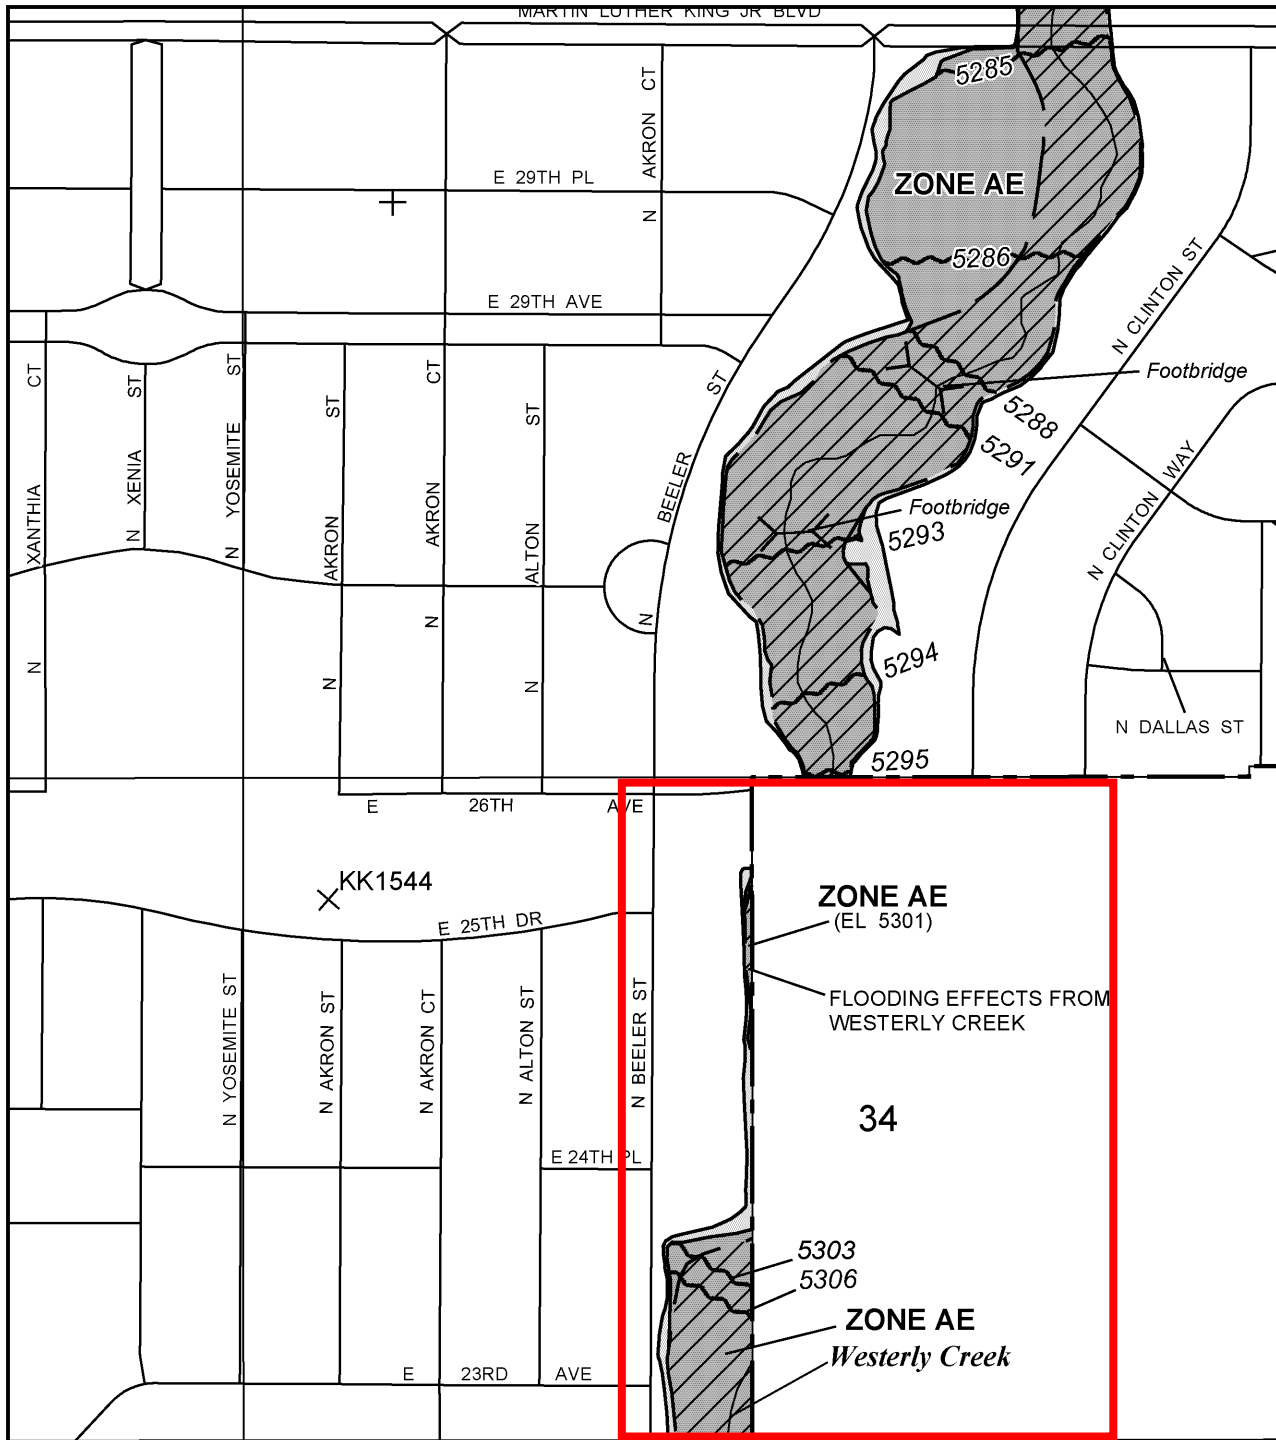 MARTIN LUTHER KING JR BLVD
5285
N AKRON CT
E 29TH PL
ZONE AE
5286
E 29TH AVE
N CLINTON ST
Footbridge
5288
5291
N XANTHIA CT
N XENIA ST
N YOSEMITE ST
N AKRON ST
N AKRON CT
N ALTON ST
N BEELER ST
N CLINTON WAY
Footbridge
5293
5294
N DALLAS ST
5295
E 26TH AVE
KK1544
E 25TH DR
ZONE AE
(EL 5301)
FLOODING EFFECTS FROM
WESTERLY CREEK
N YOSEMITE ST
N AKRON ST
N AKRON CT
N ALTON ST
N BEELER ST
34
E 24TH PL
5303
5306
ZONE AE
Westerly Creek
E 23RD AVE